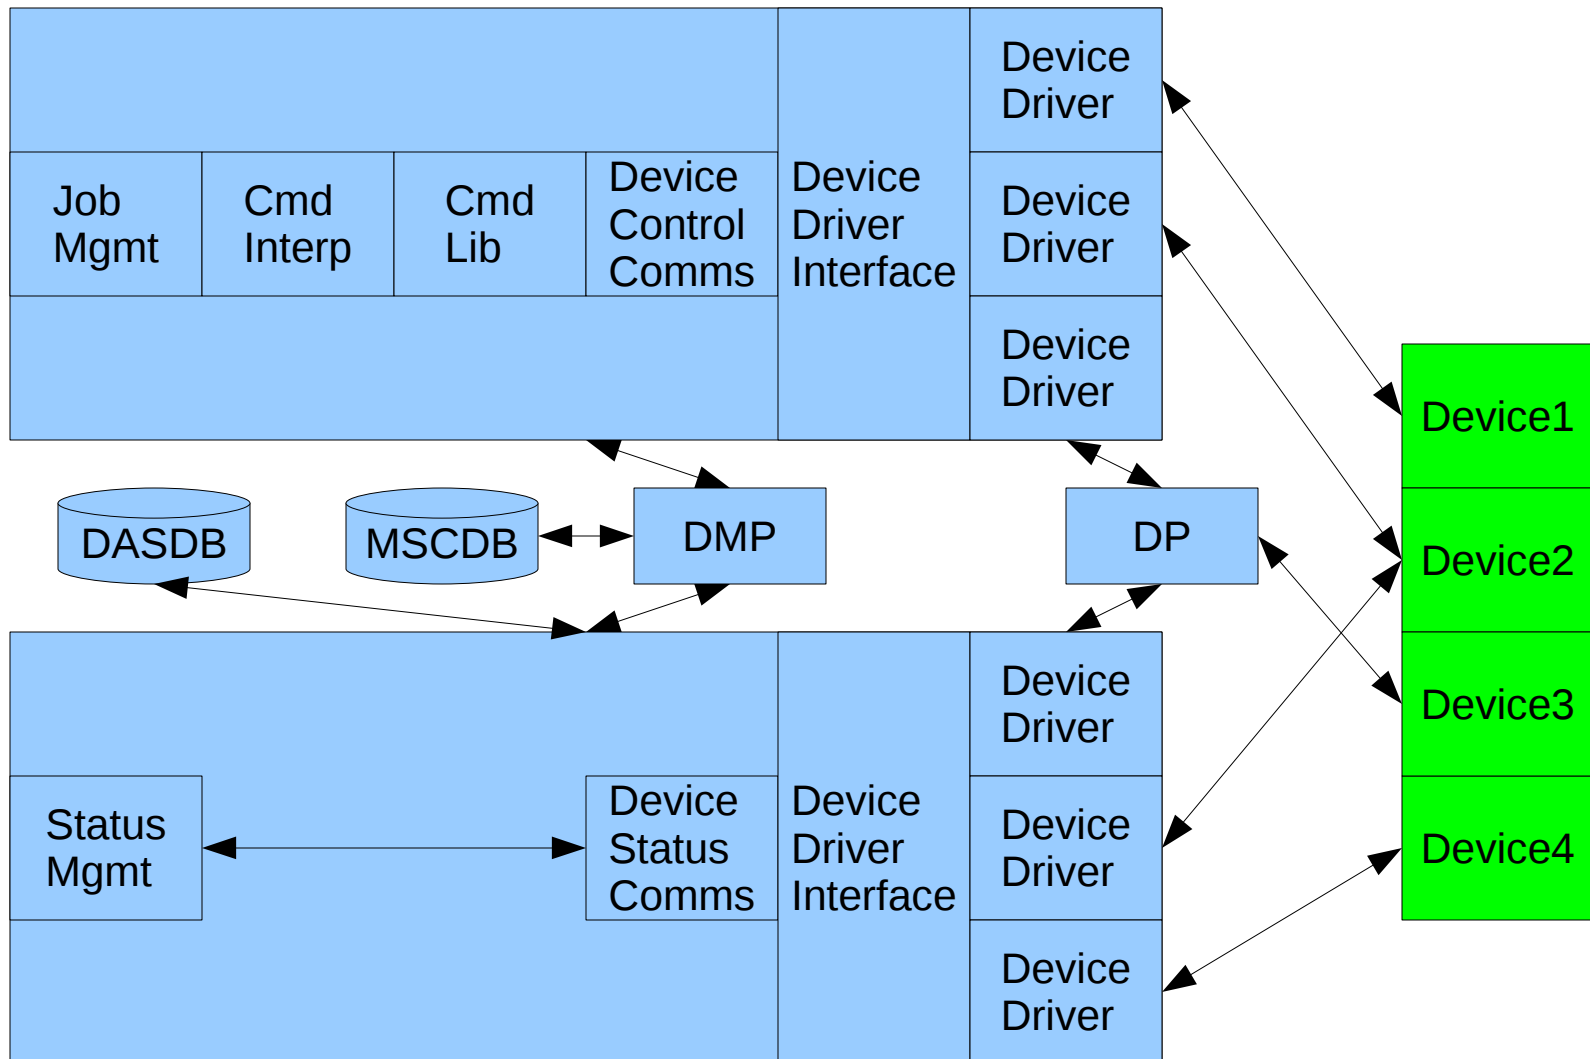 Device
Driver
Job
Mgmt
Cmd
Interp
Cmd
Lib
Device
Control
Comms
Device
Driver
Interface
Device
Driver
Device
Driver
Device1
DASDB
MSCDB
DMP
DP
Device2
Device
Driver
Device3
Status
Mgmt
Device
Status
Comms
Device
Driver
Interface
Device
Driver
Device4
Device
Driver